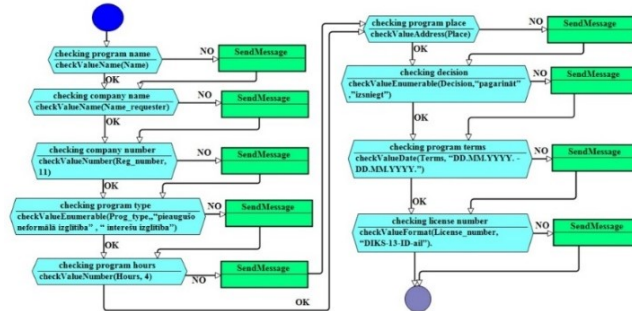 checking program name
checkValueName(Name)
NO
SendMessage
OK
checking company name
checkValueName(Name_requester)
NO
SendMessage
OK
checking company number
checkValueNumber(Reg_number,
11)
NO
SendMessage
OK
checking program type
checkValueEnumerable(Prog_type,„"pieaugušo
neformālā izglītība" , " interešu izglītība")
NO
SendMessage
OK
checking program hours
checkValueNumber(Hours, 4)
NO
SendMessage
OK
checking program place
checkValueAddress(Place)
NO
SendMessage
OK
checking decision
checkValueEnumerable(Decision,"pagarināt"
,"izsniegt")
NO
SendMessage
OK
checking program terms
checkValueDate(Terms, "DD.MM.YYYY. -
DD.MM.YYYY.")
NO
SendMessage
OK
checking license number
checkValueFormat(License_number,
"DIKS-13-ID-ail").
NO
SendMessage